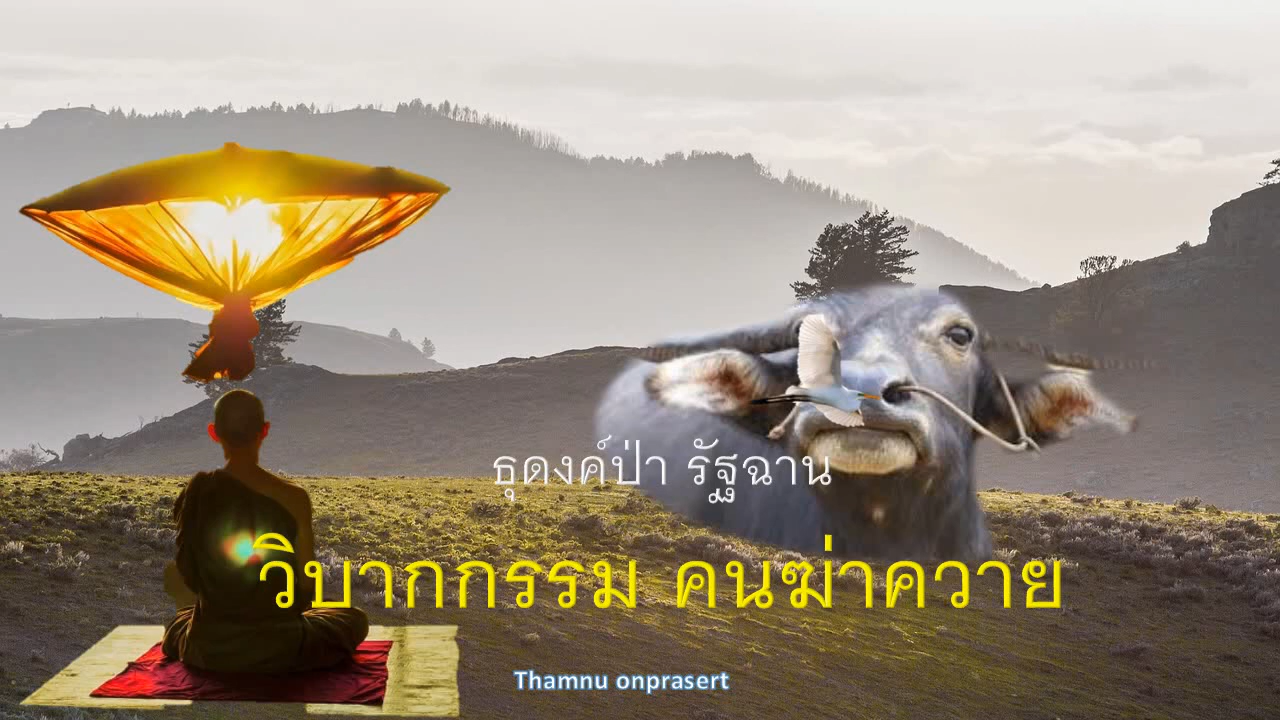 ธุดงค์ป่า รัฐฉาน
วิบากกรรม คนฆ่าควาย
Thamnu onprasert